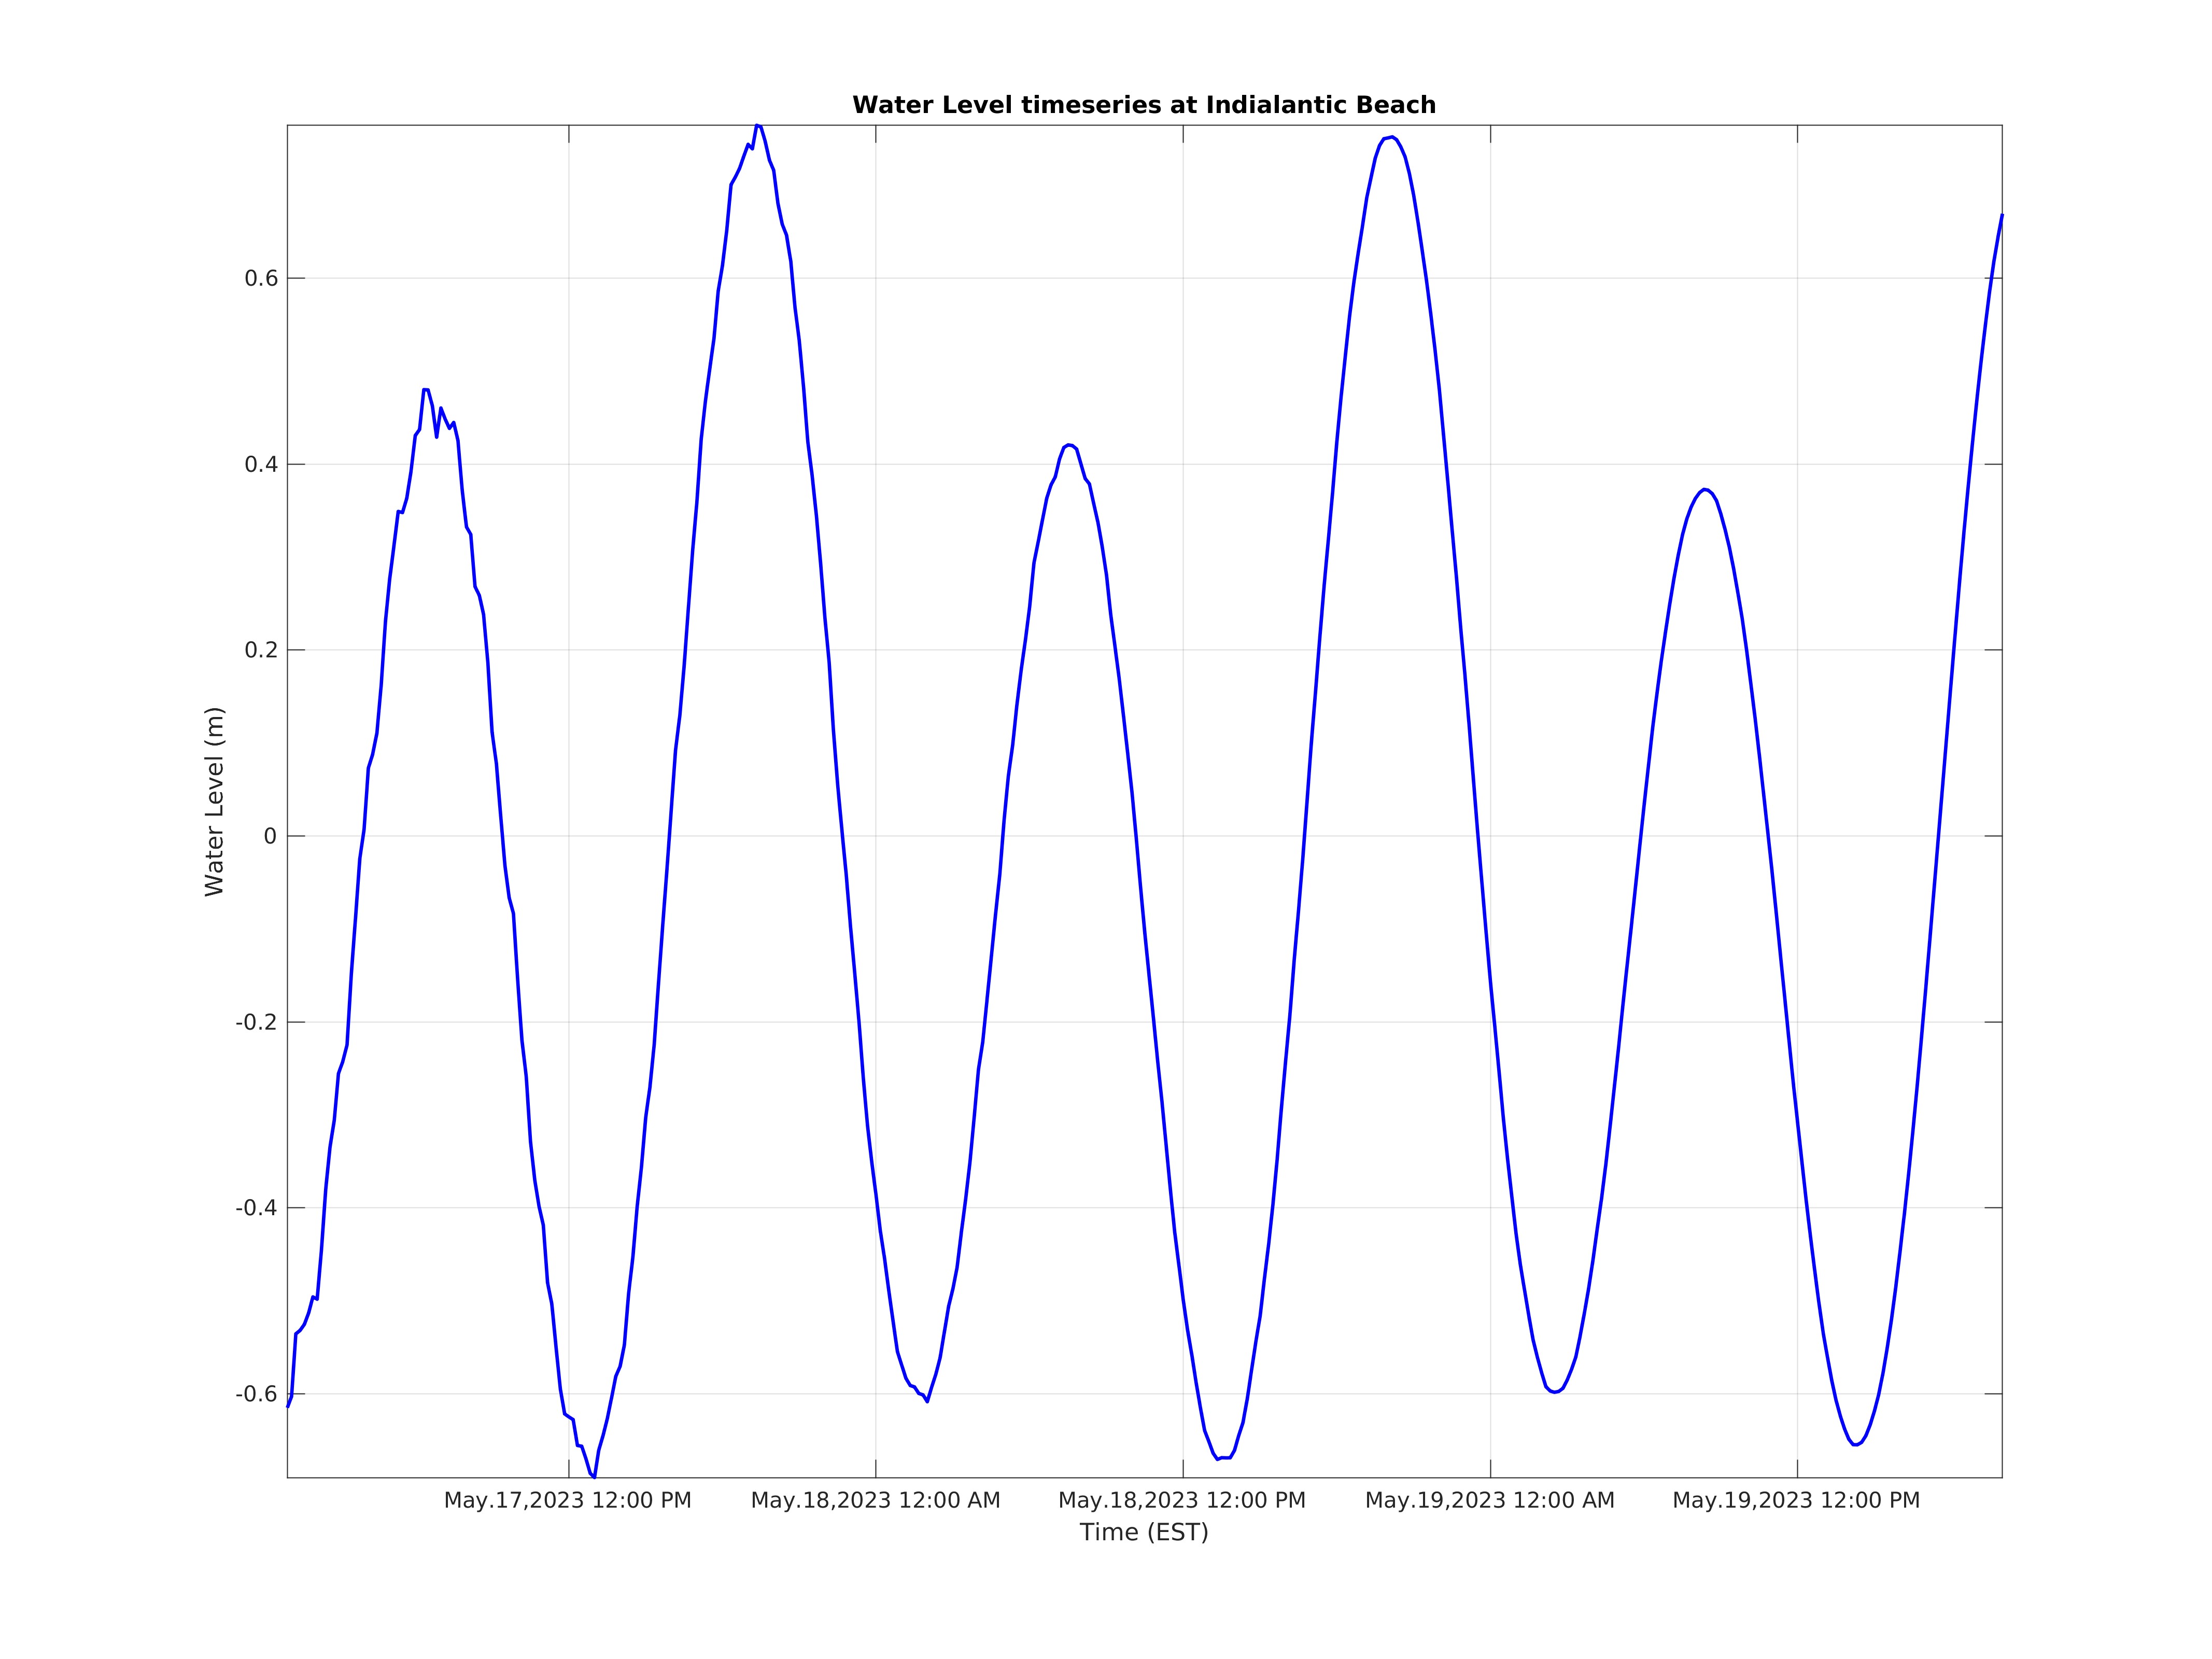 Water Level timeseries at Indialantic Beach
0.6
0.4
0.2
0
-0.2
-0.4
-0.6
Water Level (m)
May.17,2023 12:00 PM
May.18,2023 12:00 AM
May.18,2023 12:00 PM
May.19,2023 12:00 AM
May.19,2023 12:00 PM
Time (EST)